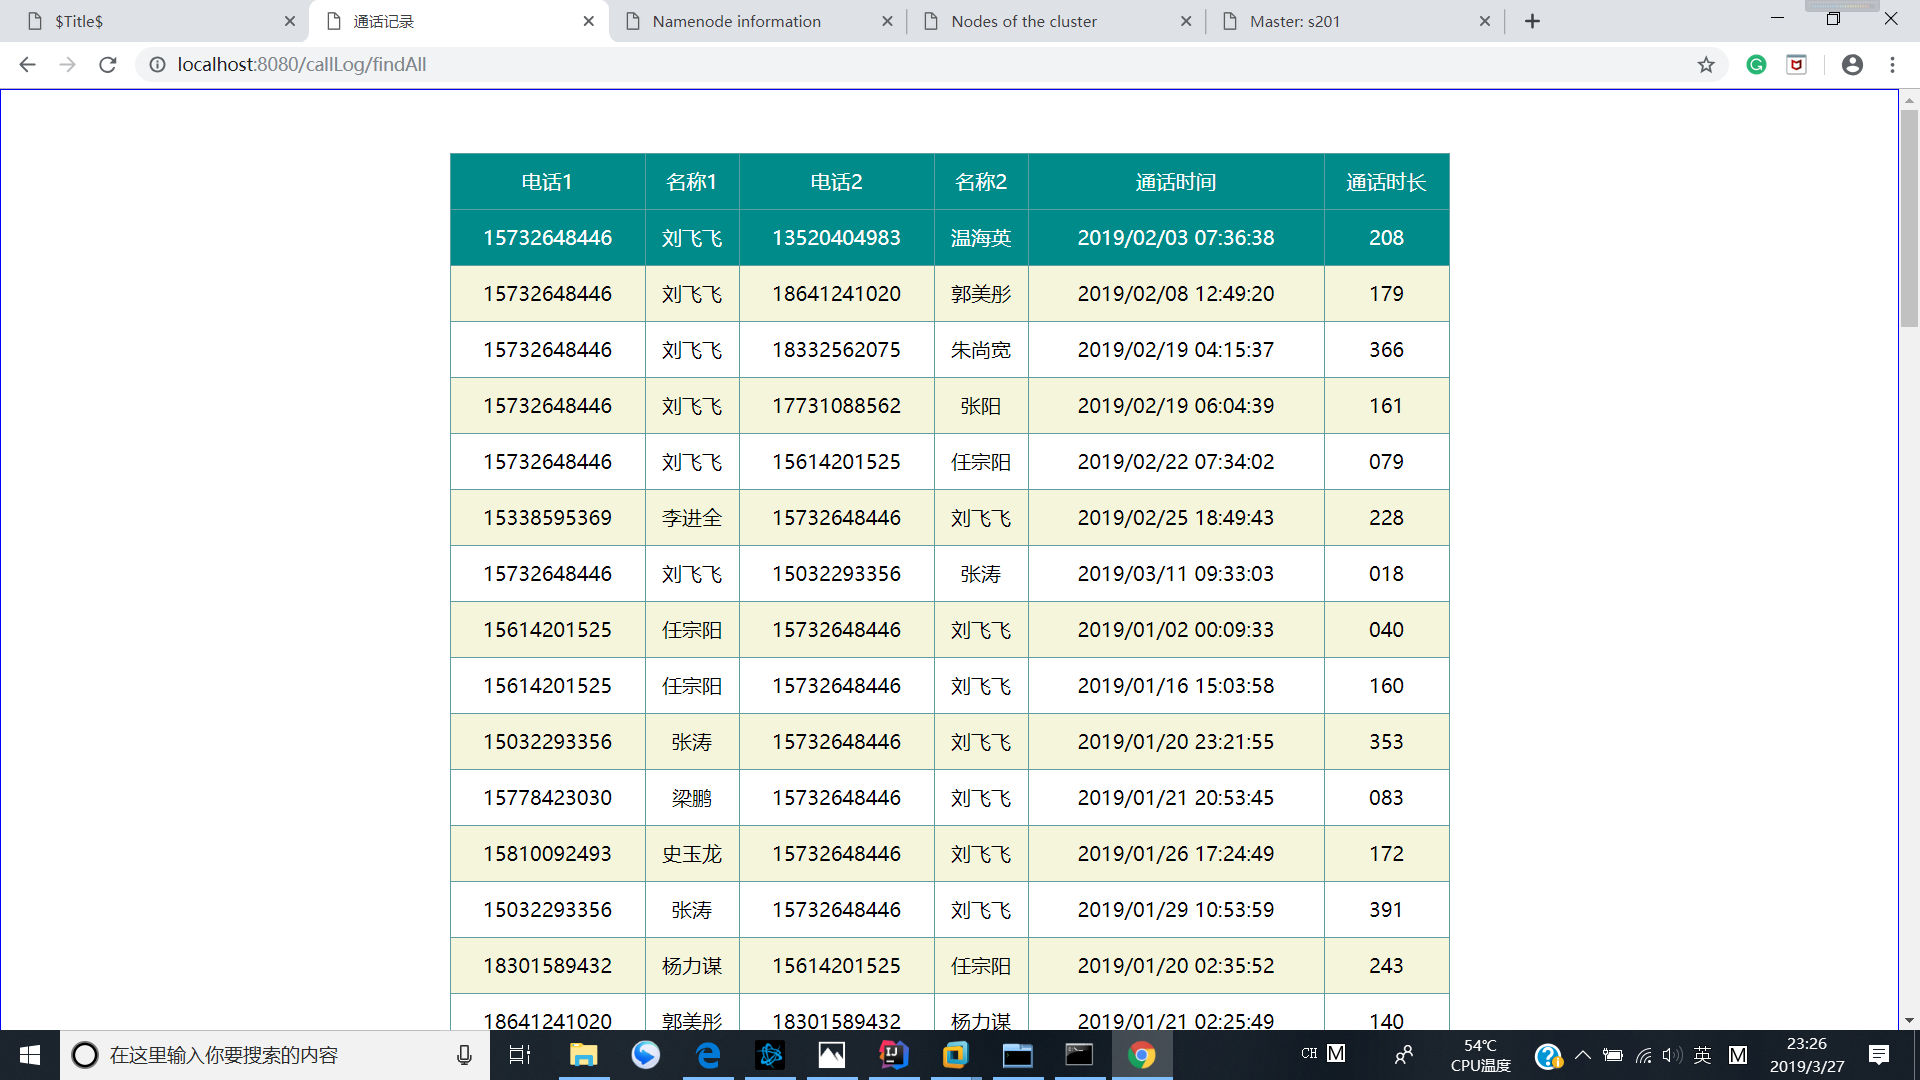 $Title$ 通话记录 Namenode information Nodes of the cluster Master: s201
localhost:8080/callLog/findAll
电话1 名称1 电话2 名称2 通话时间 通话时长
15732648446 刘飞飞 13520404983 温海英 2019/02/03 07:36:38 208
15732648446 刘飞飞 18641241020 郭美彤 2019/02/08 12:49:20 179
15732648446 刘飞飞 18332562075 朱尚宽 2019/02/19 04:15:37 366
15732648446 刘飞飞 17731088562 张阳 2019/02/19 06:04:39 161
15732648446 刘飞飞 15614201525 任宗阳 2019/02/22 07:34:02 079
15338595369 李进全 15732648446 刘飞飞 2019/02/25 18:49:43 228
15732648446 刘飞飞 15032293356 张涛 2019/03/11 09:33:03 018
15614201525 任宗阳 15732648446 刘飞飞 2019/01/02 00:09:33 040
15614201525 任宗阳 15732648446 刘飞飞 2019/01/16 15:03:58 160
15032293356 张涛 15732648446 刘飞飞 2019/01/20 23:21:55 353
15778423030 梁鹏 15732648446 刘飞飞 2019/01/21 20:53:45 083
15810092493 史玉龙 15732648446 刘飞飞 2019/01/26 17:24:49 172
15032293356 张涛 15732648446 刘飞飞 2019/01/29 10:53:59 391
18301589432 杨力谋 15614201525 任宗阳 2019/01/20 02:35:52 243
18641241020 郭美彤 18301589432 杨力谋 2019/01/21 02:25:49 140
在这里输入你要搜索的内容 CH M 54℃ 英 M 23:26
CPU温度 2019/3/27